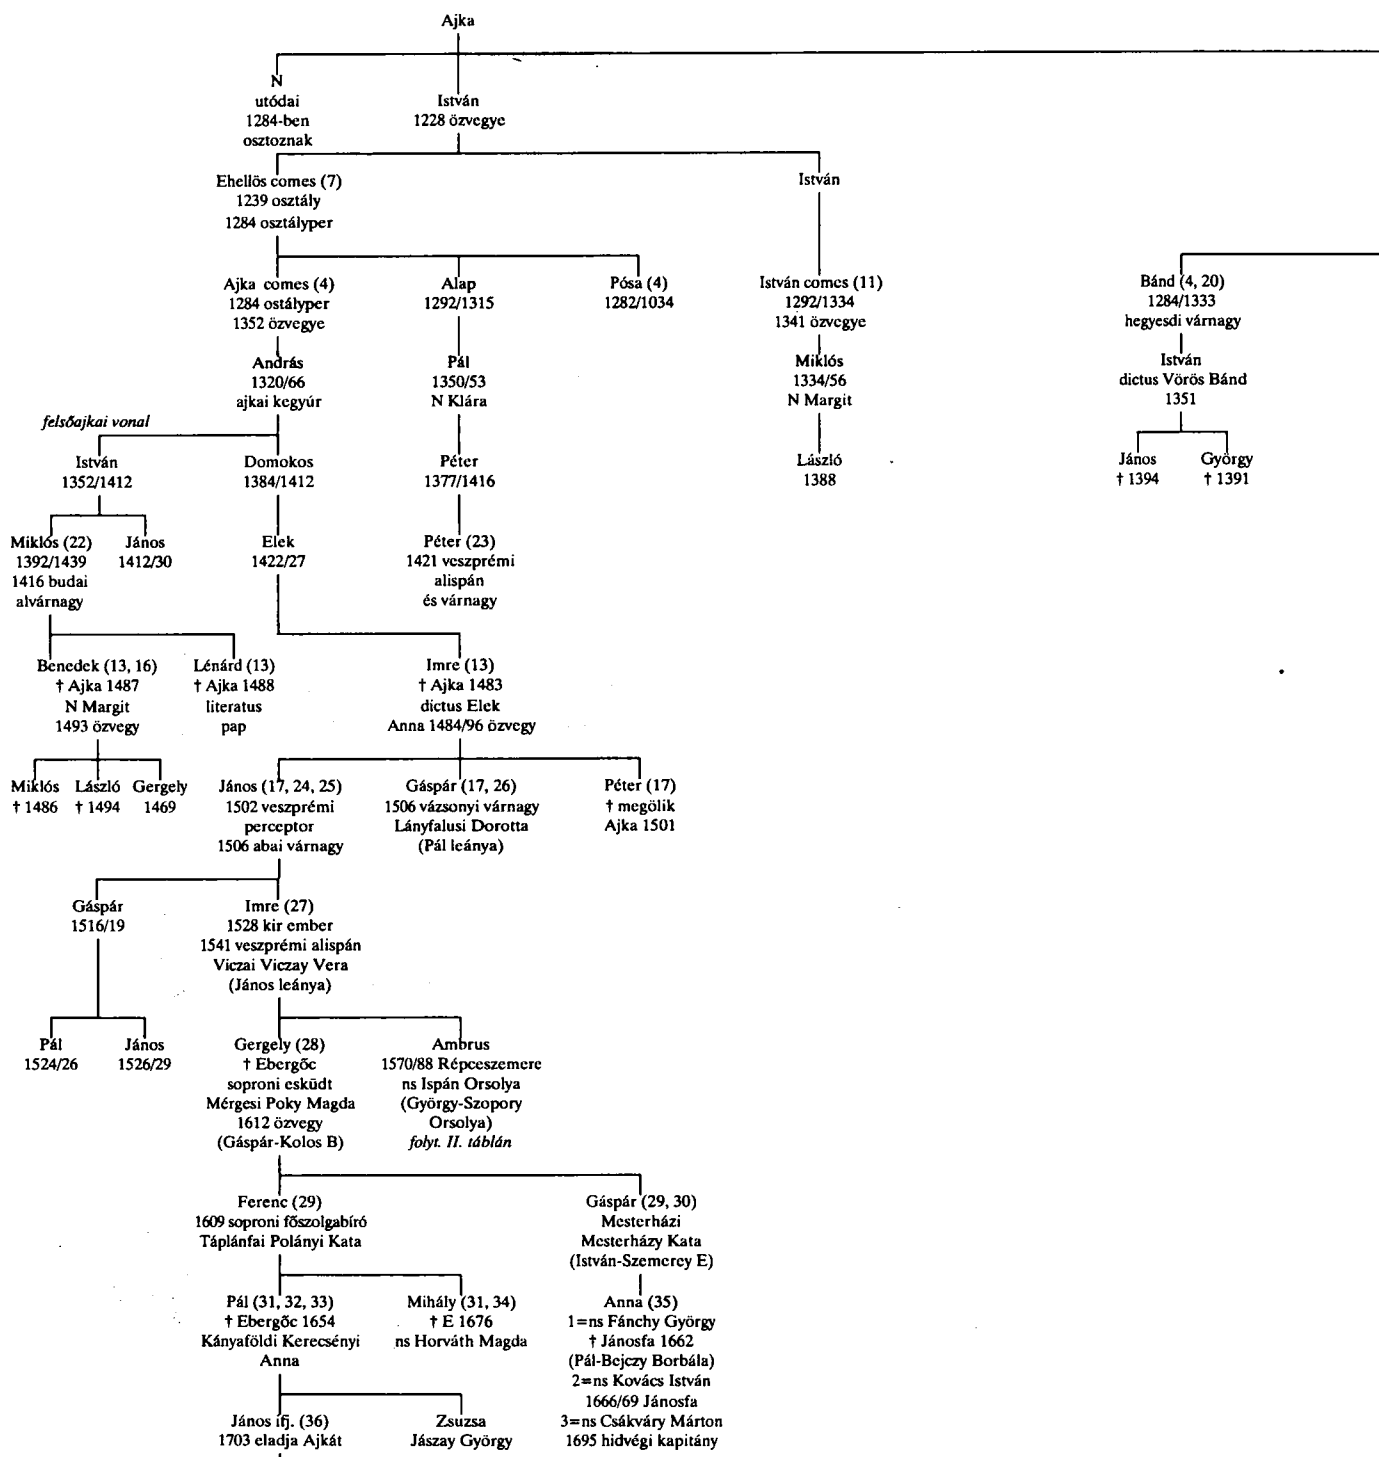 Ajka
N
utódai
1284-ben
osztoznak
István
1228 özvegye
Ehellös comes (7)
1239 osztály
1284 osztályper
István
Ajka comes (4)
1284 ostályper
1352 özvegye
Alap
1292/1315
Pósa (4)
1282/1034
István comes (11)
1292/1334
1341 özvegye
Bánd (4, 20)
1284/1333
hegyesdi várnagy
András
1320/66
ajkai kegyúr
Pál
1350/53
N Klára
Miklós
1334/56
N Margit
István
dictus Vörös Bánd
1351
felsőajkai vonal
István
1352/1412
Domokos
1384/1412
Péter
1377/1416
László
1388
János
† 1394
György
† 1391
Miklós (22)
1392/1439
1416 budai
alvárnagy
János
1412/30
Elek
1422/27
Péter (23)
1421 veszprémi
alispán
és várnagy
Benedek (13, 16)
† Ajka 1487
N Margit
1493 özvegy
Lénárd (13)
† Ajka 1488
literatus
pap
Imre (13)
† Ajka 1483
dictus Elek
Anna 1484/96 özvegy
Miklós
† 1486
László
† 1494
Gergely
1469
János (17, 24, 25)
1502 veszprémi
perceptor
1506 abai várnagy
Gáspár (17, 26)
1506 vázsonyi várnagy
Lányfalusi Dorotta
(Pál leánya)
Péter (17)
† megölik
Ajka 1501
Gáspár
1516/19
Imre (27)
1528 kir ember
1541 veszprémi alispán
Viczai Viczay Vera
(János leánya)
Pál
1524/26
János
1526/29
Gergely (28)
† Ebergőc
soproni esküdt
Mérgesi Poky Magda
1612 özvegy
(Gáspár-Kolos B)
Ambrus
1570/88 Répceszemere
ns Ispán Orsolya
(György-Szopory
Orsolya)
folyt. II. táblán
Ferenc (29)
1609 soproni főszolgabíró
Táplánfai Polányi Kata
Gáspár (29, 30)
Mesterházi
Mesterházy Kata
(István-Szemerey E)
Pál (31, 32, 33)
† Ebergőc 1654
Kányaföldi Kerecsényi
Anna
Mihály (31, 34)
† E 1676
ns Horváth Magda
Anna (35)
1=ns Fánchy György
† Jánosfa 1662
(Pál-Bejczy Borbála)
2=ns Kovács István
1666/69 Jánosfa
3=ns Csákváry Márton
1695 hidvégi kapitány
János ifj. (36)
1703 eladja Ajkát
Zsuzsa
Jászay György